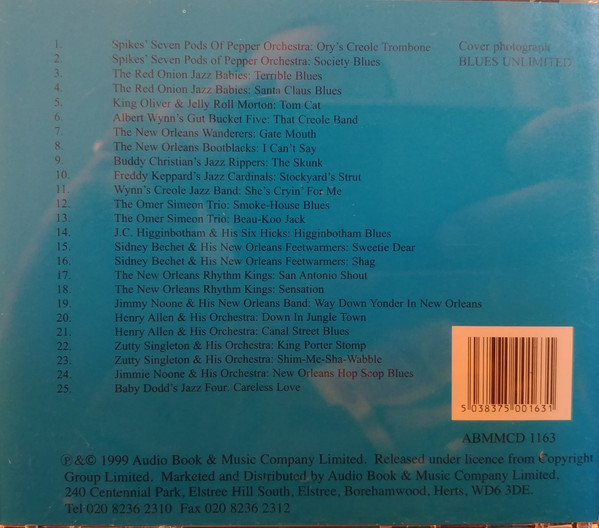 1. Spikes' Seven Pods Of Pepper Orchestra: Ory's Creole Trombone
2. Spikes' Seven Pods of Pepper Orchestra: Society Blues
3. The Red Onion Jazz Babies: Terrible Blues
4. The Red Onion Jazz Babies: Santa Claus Blues
5. King Oliver & Jelly Roll Morton: Tom Cat
6. Albert Wynn's Gut Bucket Five: That Creole Band
7. The New Orleans Wanderers: Gate Mouth
8. The New Orleans Bootblacks: I Can't Say
9. Buddy Christian's Jazz Rippers: The Skunk
10. Freddy Keppard's Jazz Cardinals: Stockyard's Strut
11. Wynn's Creole Jazz Band: She's Cryin' For Me
12. The Omer Simeon Trio: Smoke-House Blues
13. The Omer Simeon Trio: Beau-Koo Jack
14. J.C. Higginbotham & His Six Hicks: Higginbotham Blues
15. Sidney Bechet & His New Orleans Feetwarmers: Sweetie Dear
16. Sidney Bechet & His New Orleans Feetwarmers: Shag
17. The New Orleans Rhythm Kings: San Antonio Shout
18. The New Orleans Rhythm Kings: Sensation
19. Jimmy Noone & His New Orleans Band: Way Down Yonder In New Orleans
20. Henry Allen & His Orchestra: Down In Jungle Town
21. Henry Allen & His Orchestra: Canal Street Blues
22. Zutty Singleton & His Orchestra: King Porter Stomp
23. Zutty Singleton & His Orchestra: Shim-Me-Sha-Wabble
24. Jimmie Noone & His Orchestra: New Orleans Hop Scop Blues
25. Baby Dodd's Jazz Four: Careless Love
Cover photograph
BLUES UNLIMITED
5 038375 001631
ABMMCD 1163
℗&© 1999 Audio Book & Music Company Limited. Released under licence from Copyright
Group Limited. Marketed and Distributed by Audio Book & Music Company Limited,
240 Centennial Park, Elstree Hill South, Elstree, Borehamwood, Herts, WD6 3DE.
Tel 020 8236 2310 Fax 020 8236 2312